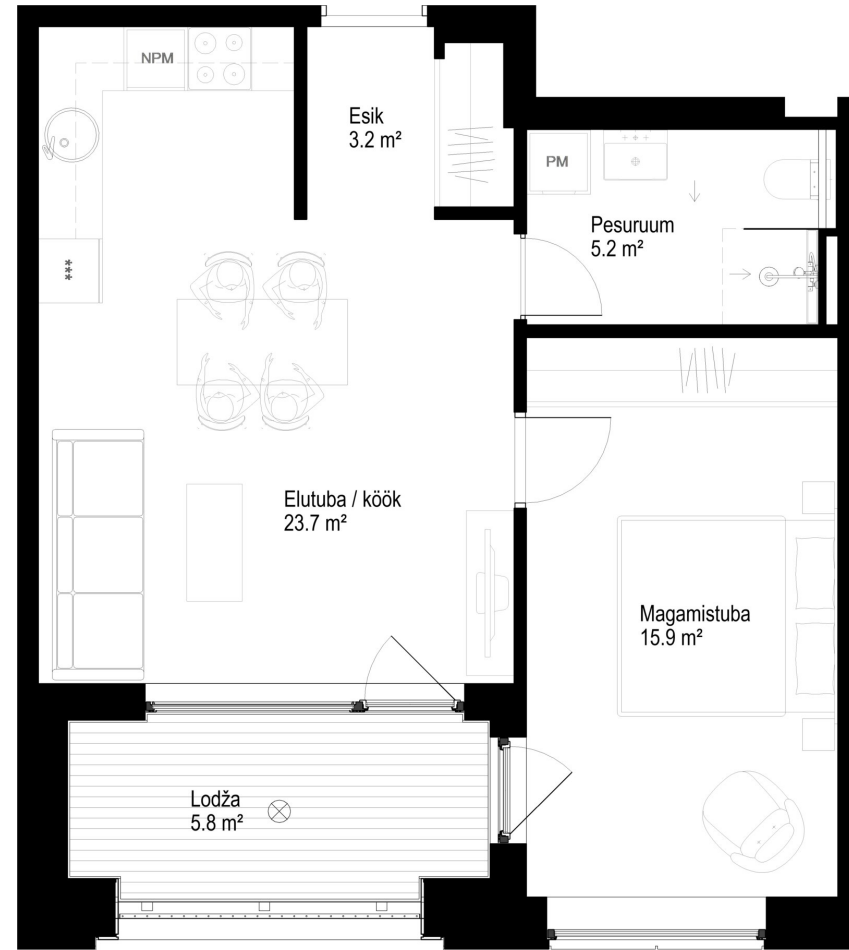 NPM
Esik
3.2 m²
PM
Pesuruum
5.2 m²
***
Elutuba / köök
23.7 m²
Magamistuba
15.9 m²
Lodža
5.8 m²